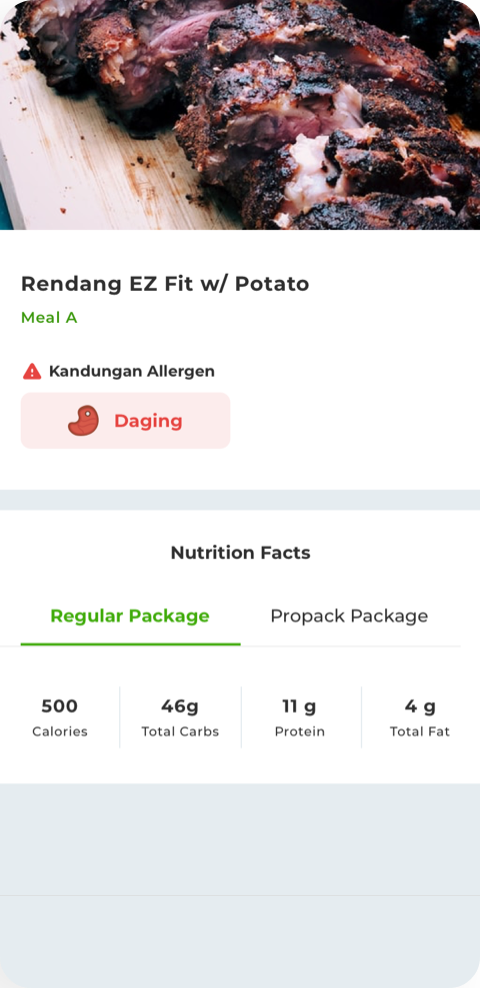 Rendang EZ Fit w/ Potato
Meal A
Kandungan Allergen
Daging
Nutrition Facts
Regular Package Propack Package
500 46g 11 g 4 g
Calories Total Carbs Protein Total Fat